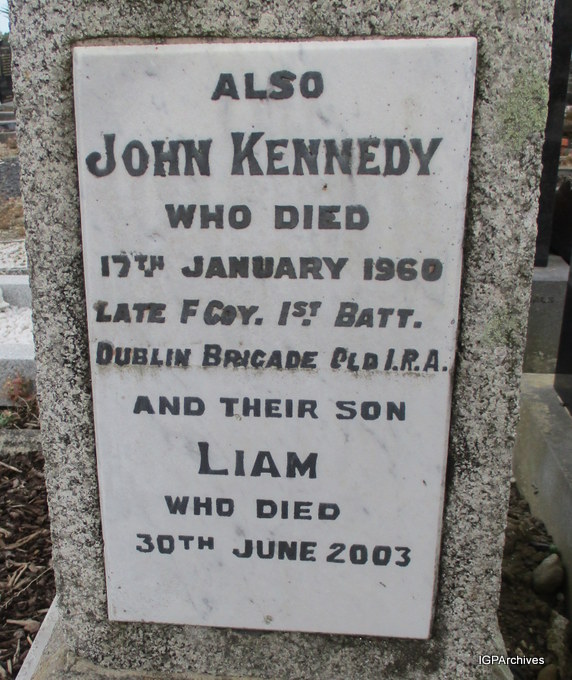 ALSO
JOHN KENNEDY
WHO DIED
17TH JANUARY 1960
LATE F COY. 1ST. BATT.
DUBLIN BRIGADE OLD I.R.A.
AND THEIR SON
LIAM
WHO DIED
30TH JUNE 2003
IGPArchives